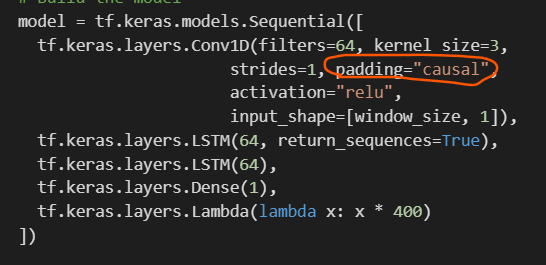 # Build the model
model = tf.keras.models.Sequential([
  tf.keras.layers.Conv1D(filters=64, kernel_size=3,
                         strides=1, padding="causal",
                         activation="relu",
                         input_shape=[window_size, 1]),
  tf.keras.layers.LSTM(64, return_sequences=True),
  tf.keras.layers.LSTM(64),
  tf.keras.layers.Dense(1),
  tf.keras.layers.Lambda(lambda x: x * 400)
])